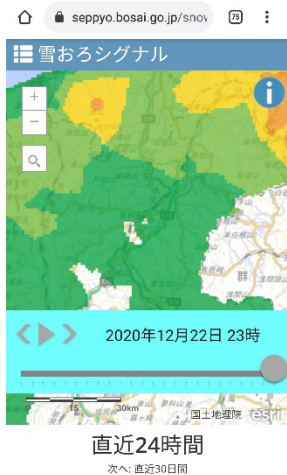 seppyo.bosai.go.jp/snov
79
雪おろシグナル
+
−
i
群
2020年12月22日 23時
15
30km
国土地理院
esri
直近24時間
次へ: 直近30日間